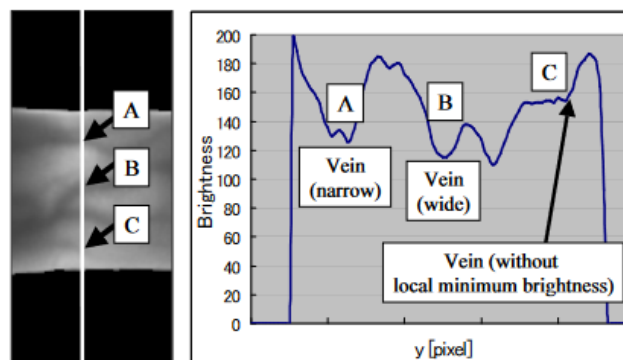 A
B
C
Brightness
200
180
160
140
120
100
80
60
40
20
0
A
B
C
Vein
(narrow)
Vein
(wide)
Vein (without
local minimum brightness)
y [pixel]